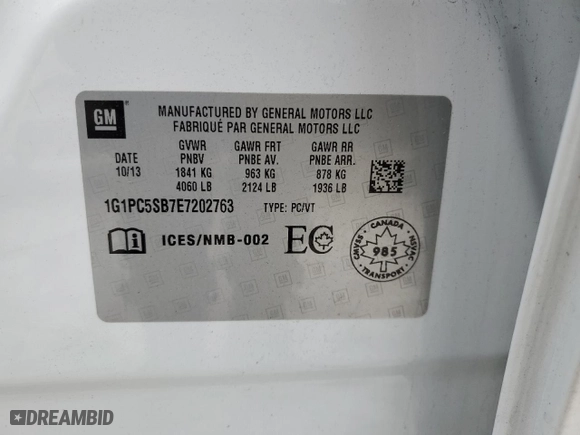 GM
MANUFACTURED BY GENERAL MOTORS LLC
FABRIQUÉ PAR GENERAL MOTORS LLC
GVWR GAWR FRT GAWR RR
DATE PNBV PNBE AV. PNBE ARR.
10/13 1841 KG 963 KG 878 KG
4060 LB 2124 LB 1936 LB
1G1PC5SB7E7202763 TYPE: PC/VT
ICES/NMB-002 EC
CANADA
CMVSS 985 NSVAC
TRANSPORT
DREAMBID